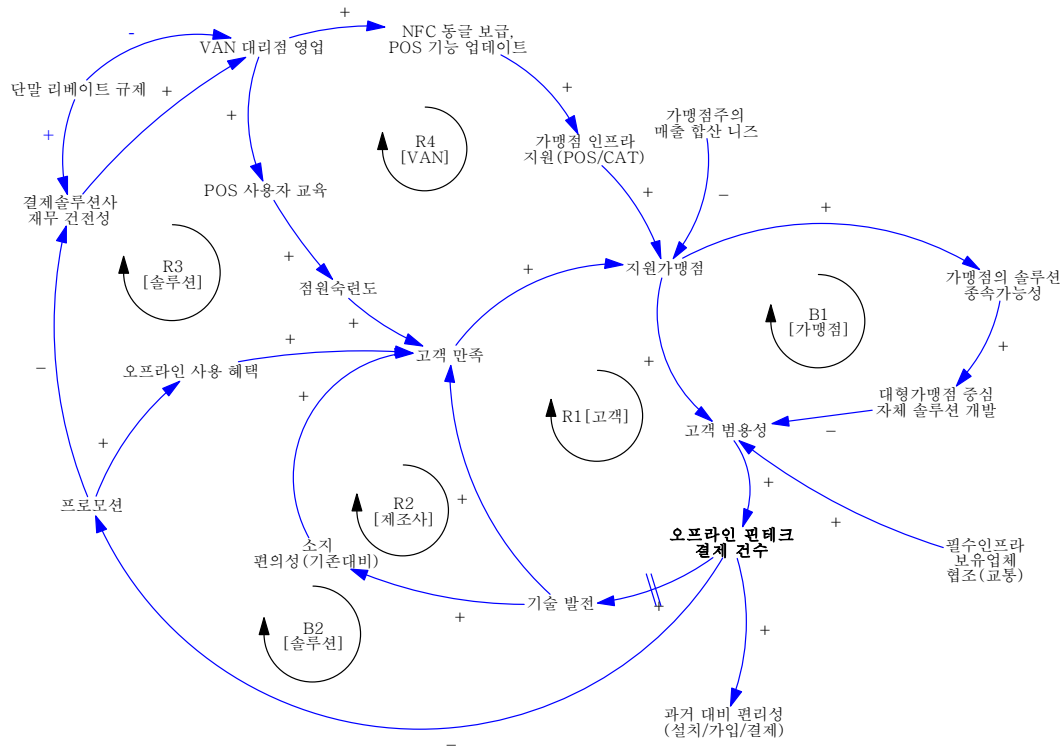 VAN 대리점 영업
NFC 동글 보급,
POS 기능 업데이트
+
-
단말 리베이트 규제
+
+
+
+
R4
[VAN]
가맹점 인프라
지원(POS/CAT)
가맹점주의
매출 합산 니즈
결제솔루션사
재무 건전성
POS 사용자 교육
+
−
+
R3
[솔루션]
+
점원숙련도
+
지원가맹점
가맹점의 솔루션
종속가능성
B1
[가맹점]
+
+
고객 만족
+
+
−
오프라인 사용 혜택
+
R1[고객]
대형가맹점 중심
자체 솔루션 개발
고객 범용성
−
+
프로모션
R2
[제조사]
+
+
+
소지
편의성(기존대비)
오프라인 핀테크
결제 건수
필수인프라
보유업체
협조(교통)
기술 발전
+
+
B2
[솔루션]
+
과거 대비 편리성
(설치/가입/결제)
−